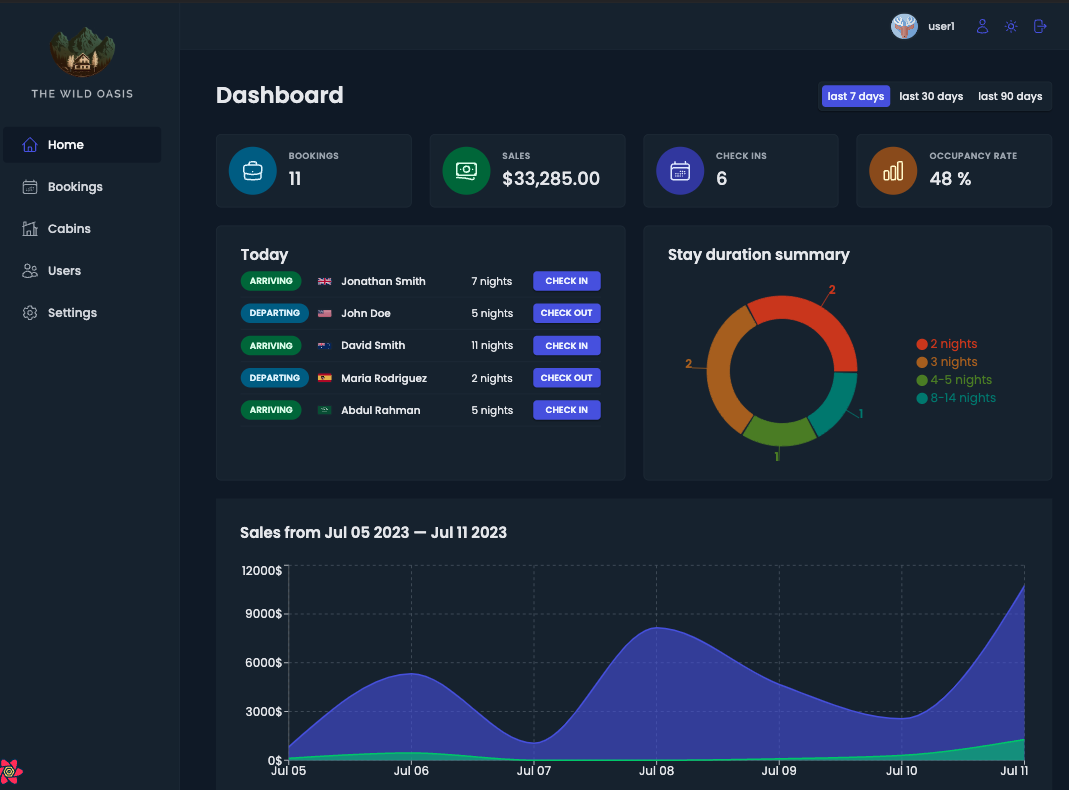 user1
THE WILD OASIS
Home
Bookings
Cabins
Users
Settings
Dashboard
last 7 days last 30 days last 90 days
BOOKINGS
11
SALES
$33,285.00
CHECK INS
6
OCCUPANCY RATE
48 %
Today
ARRIVING Jonathan Smith 7 nights CHECK IN
DEPARTING John Doe 5 nights CHECK OUT
ARRIVING David Smith 11 nights CHECK IN
DEPARTING Maria Rodriguez 2 nights CHECK OUT
ARRIVING Abdul Rahman 5 nights CHECK IN
Stay duration summary
2
2
1
1
2 nights
3 nights
4-5 nights
8-14 nights
Sales from Jul 05 2023 — Jul 11 2023
12000$
9000$
6000$
3000$
0$
Jul 05 Jul 06 Jul 07 Jul 08 Jul 09 Jul 10 Jul 11